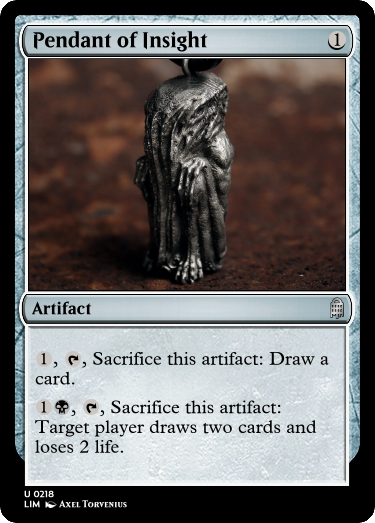 Pendant of Insight 1
Artifact
1, , Sacrifice this artifact: Draw a
card.
1 , , Sacrifice this artifact:
Target player draws two cards and
loses 2 life.
U 0218
LIM AXEL TORVENIUS